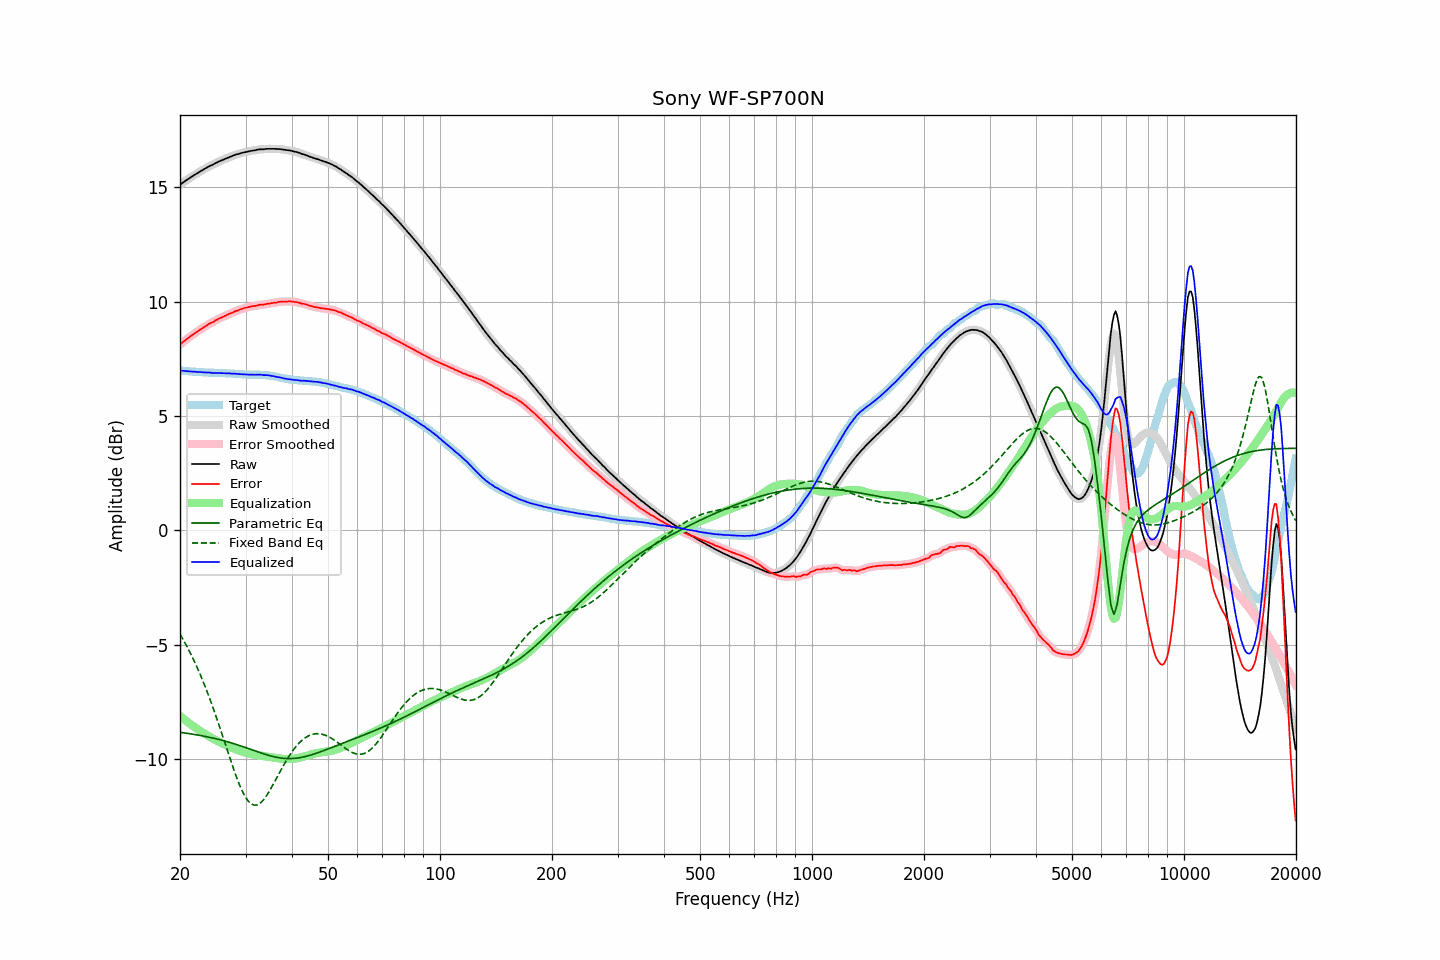 Sony WF-SP700N
Amplitude (dBr)
15
10
5
0
−5
−10
Target
Raw Smoothed
Error Smoothed
Raw
Error
Equalization
Parametric Eq
Fixed Band Eq
Equalized
20 50 100 200 500 1000 2000 5000 10000 20000
Frequency (Hz)